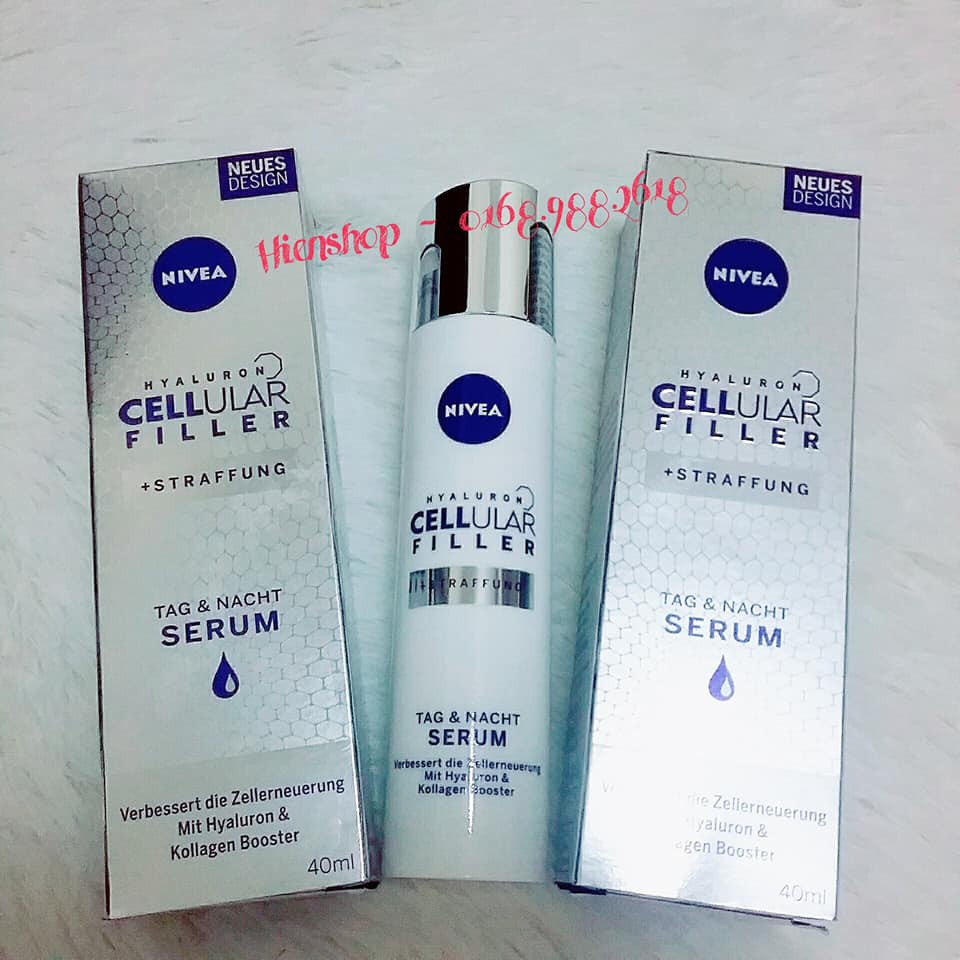 Hienshop - 0168.988.2618
NEUES
DESIGN
NIVEA
HYALURON
CELLULAR
FILLER
+STRAFFUNG
TAG & NACHT
SERUM
Verbessert die Zellerneuerung
Mit Hyaluron &
Kollagen Booster
40ml
NIVEA
HYALURON
CELLULAR
FILLER
+STRAFFUNG
TAG & NACHT
SERUM
Verbessert die Zellerneuerung
Mit Hyaluron &
Kollagen Booster
NEUES
DESIGN
NIVEA
HYALURON
CELLULAR
FILLER
+STRAFFUNG
TAG & NACHT
SERUM
die Zellerneuerung
Hyaluron &
Booster
40ml